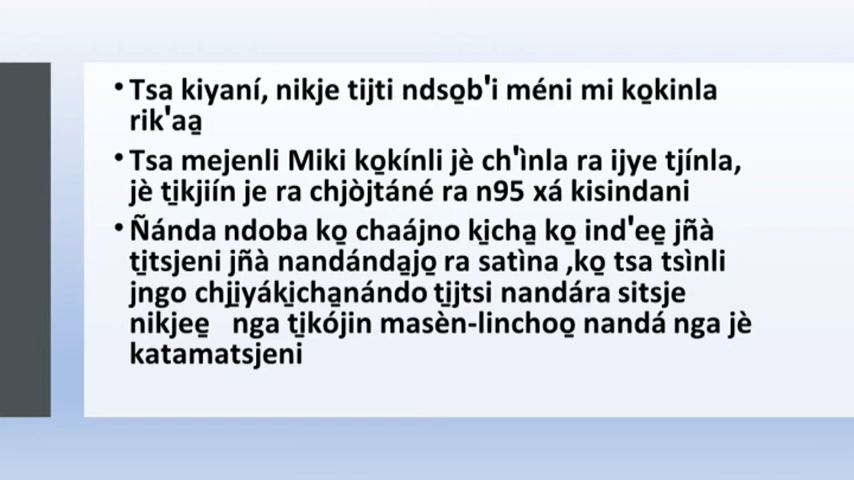 • Tsa kiyaní, nikje tijti ndso̱b'i méni mi ko̱kinla
rik'aa̱
• Tsa mejenli Miki ko̱kínli jè ch'ìnla ra ijye tjínla,
jè ti̱kjiín je ra chjòjtáné ra n95 xá kisindani
• Ñánda ndoba ko̱ chaájno ki̱cha̱ ko̱ ind'ee̱ jñà
ti̱tsjeni jñà nandánda̱jo̱ ra satìna ,ko̱ tsa tsìnli
jngo chji̱yáki̱cha̱nándo ti̱jtsi nandára sitsje
nikjee̱ nga ti̱kójin masèn-linchoo̱ nandá nga jè
katamatsjeni